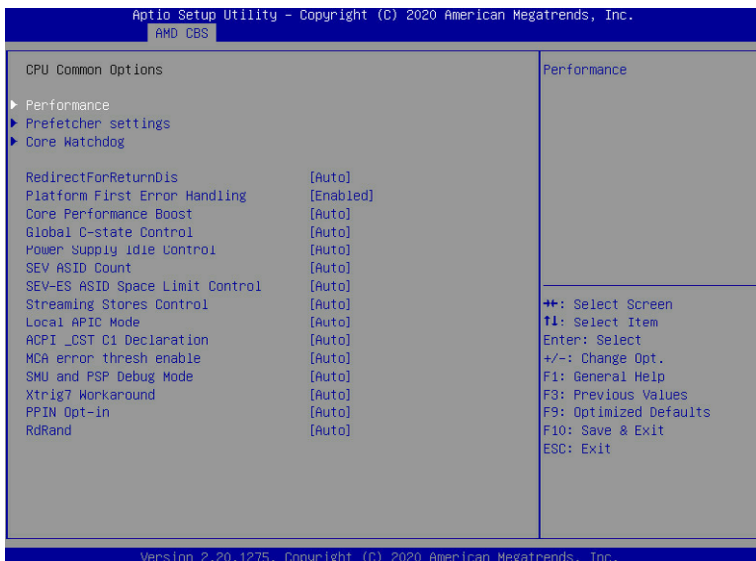 Aptio Setup Utility – Copyright (C) 2020 American Megatrends, Inc.
AMD CBS
CPU Common Options
Performance
Performance
Prefetcher settings
Core Watchdog
RedirectForReturnDis [Auto]
Platform First Error Handling [Enabled]
Core Performance Boost [Auto]
Global C-state Control [Auto]
Power Supply Idle Control [Auto]
SEV ASID Count [Auto]
SEV-ES ASID Space Limit Control [Auto]
Streaming Stores Control [Auto]
Local APIC Mode [Auto]
ACPI _CST C1 Declaration [Auto]
MCA error thresh enable [Auto]
SMU and PSP Debug Mode [Auto]
Xtrig7 Workaround [Auto]
PPIN Opt-in [Auto]
RdRand [Auto]
→←: Select Screen
↑↓: Select Item
Enter: Select
+/-: Change Opt.
F1: General Help
F3: Previous Values
F9: Optimized Defaults
F10: Save & Exit
ESC: Exit
Version 2.20.1275. Copyright (C) 2020 American Megatrends, Inc.